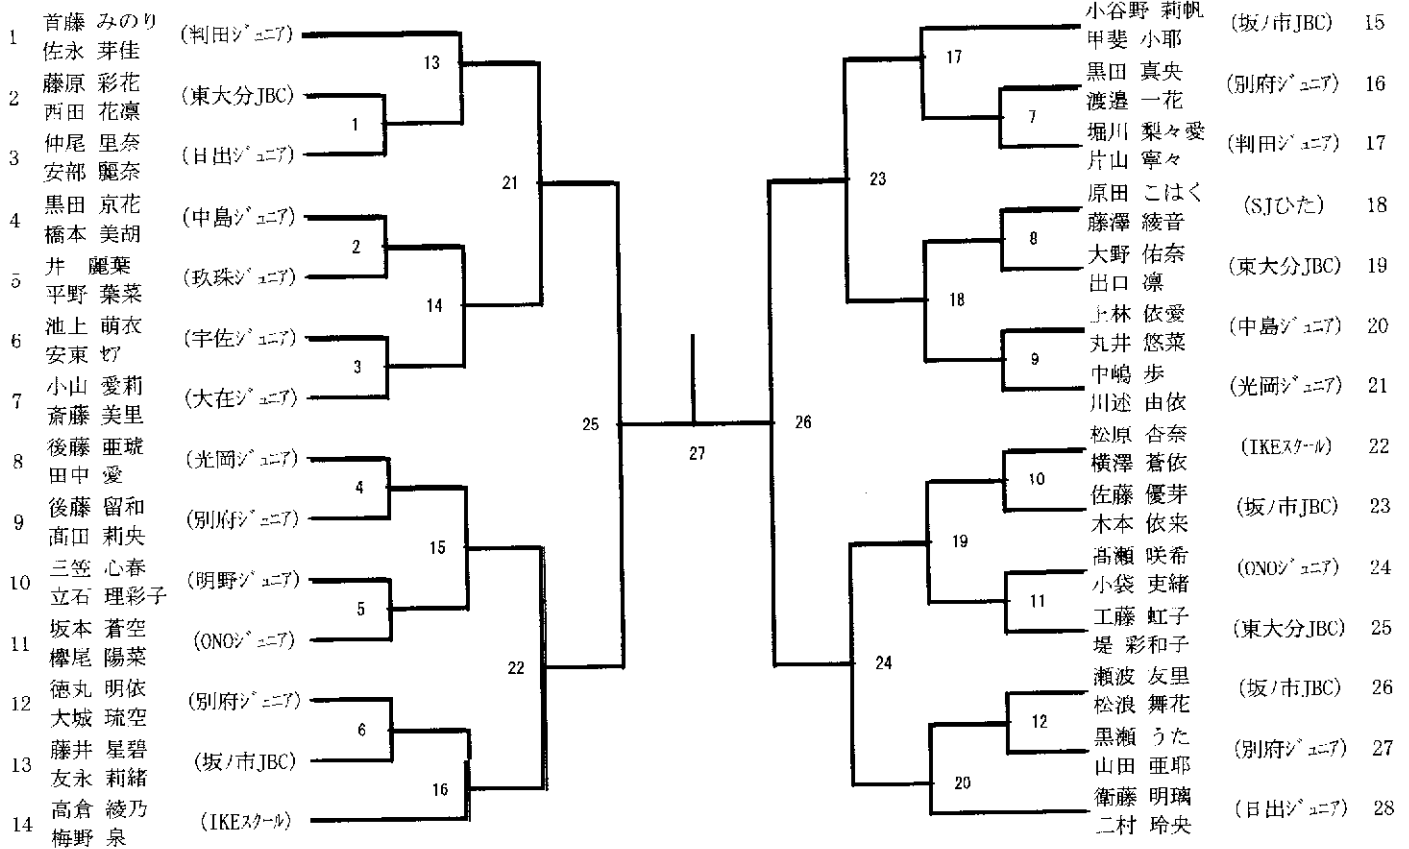 首藤 みのり
1 (判田ジュニア)
佐永 芽佳
藤原 彩花
2 (東大分JBC)
西田 花凛
仲尾 里奈
3 (日出ジュニア)
安部 麗奈
黒田 京花
4 (中島ジュニア)
橋本 美胡
井 麗葉
5 (玖珠ジュニア)
平野 葉菜
池上 萌衣
6 (宇佐ジュニア)
安東 セア
小山 愛莉
7 (大在ジュニア)
斎藤 美里
後藤 亜琥
8 (光岡ジュニア)
田中 愛
後藤 留和
9 (別府ジュニア)
髙田 莉央
三笠 心春
10 (明野ジュニア)
立石 理彩子
坂本 蒼空
11 (ONOジュニア)
欅尾 陽菜
徳丸 明依
12 (別府ジュニア)
大城 琉空
藤井 星碧
13 (坂ノ市JBC)
友永 莉緒
高倉 綾乃
14 (IKEスクール)
梅野 泉
13
1
21
2
14
3
25
4
15
5
22
6
16
27
17
7
23
8
18
9
26
10
19
11
24
12
20
小谷野 莉帆
(坂ノ市JBC) 15
甲斐 小耶
黒田 真央
(別府ジュニア) 16
渡邉 一花
堀川 梨々愛
(判田ジュニア) 17
片山 寧々
原田 こはく
(SJひた) 18
藤澤 綾音
大野 佑奈
(東大分JBC) 19
出口 凛
上林 依愛
(中島ジュニア) 20
丸井 悠菜
中嶋 歩
(光岡ジュニア) 21
川述 由依
松原 杏奈
(IKEスクール) 22
横澤 蒼依
佐藤 優芽
(坂ノ市JBC) 23
木本 依来
髙瀬 咲希
(ONOジュニア) 24
小袋 吏緒
工藤 虹子
(東大分JBC) 25
堤 彩和子
瀬波 友里
(坂ノ市JBC) 26
松浪 舞花
黒瀬 うた
(別府ジュニア) 27
山田 亜耶
衛藤 明璃
(日出ジュニア) 28
二村 玲央